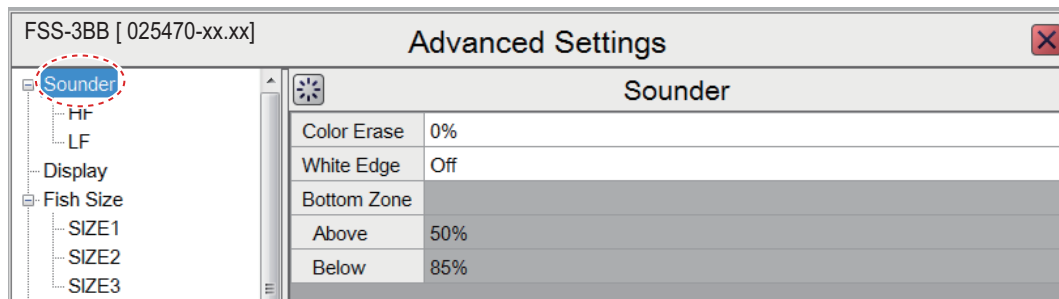 FSS-3BB [ 025470-xx.xx]
Advanced Settings
Sounder
HF
LF
Display
Fish Size
SIZE1
SIZE2
SIZE3
Sounder
Color Erase 0%
White Edge Off
Bottom Zone
Above 50%
Below 85%